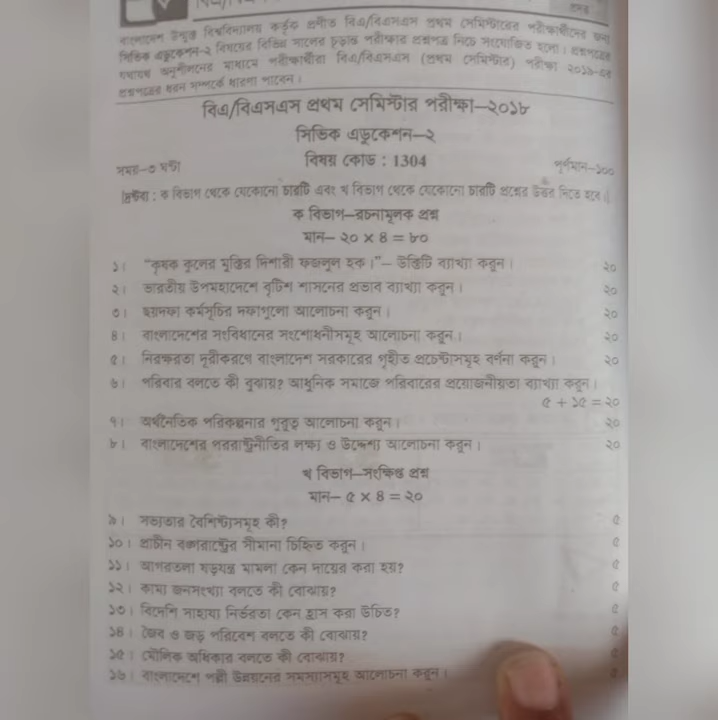 বাংলাদেশ উন্মুক্ত বিশ্ববিদ্যালয় কর্তৃক প্রণীত বিএ/বিএসএস প্রথম সেমিস্টারের পরীক্ষার্থীদের জন্য
সিভিক এডুকেশন-২ বিষয়ের বিভিন্ন সালের চূড়ান্ত পরীক্ষার প্রশ্নপত্র নিচে সংযোজিত হলো। প্রশ্নপত্রের
যথাযথ অনুশীলনের মাধ্যমে পরীক্ষার্থীরা বিএ/বিএসএস (প্রথম সেমিস্টার) পরীক্ষা ২০১৯-এর
প্রশ্নপত্রের ধরন সম্পর্কে ধারণা পাবেন।
বিএ/বিএসএস প্রথম সেমিস্টার পরীক্ষা—২০১৮
সিভিক এডুকেশন—২
বিষয় কোড : 1304
সময়—৩ ঘণ্টা পূর্ণমান—১০০
[দ্রষ্টব্য : ক বিভাগ থেকে যেকোনো চারটি এবং খ বিভাগ থেকে যেকোনো চারটি প্রশ্নের উত্তর দিতে হবে।]
ক বিভাগ—রচনামূলক প্রশ্ন
মান— ২০ × ৪ = ৮০
১। “কৃষক কুলের মুক্তির দিশারী ফজলুল হক।”— উক্তিটি ব্যাখ্যা করুন। ২০
২। ভারতীয় উপমহাদেশে বৃটিশ শাসনের প্রভাব ব্যাখ্যা করুন। ২০
৩। ছয়দফা কর্মসূচির দফাগুলো আলোচনা করুন। ২০
৪। বাংলাদেশের সংবিধানের সংশোধনীসমূহ আলোচনা করুন। ২০
৫। নিরক্ষরতা দূরীকরণে বাংলাদেশ সরকারের গৃহীত প্রচেষ্টাসমূহ বর্ণনা করুন। ২০
৬। পরিবার বলতে কী বুঝায়? আধুনিক সমাজে পরিবারের প্রয়োজনীয়তা ব্যাখ্যা করুন।
৫ + ১৫ = ২০
৭। অর্থনৈতিক পরিকল্পনার গুরুত্ব আলোচনা করুন। ২০
৮। বাংলাদেশের পররাষ্ট্রনীতির লক্ষ্য ও উদ্দেশ্য আলোচনা করুন। ২০
খ বিভাগ—সংক্ষিপ্ত প্রশ্ন
মান— ৫ × ৪ = ২০
৯। সভ্যতার বৈশিষ্ট্যসমূহ কী? ৫
১০। প্রাচীন বঙ্গরাষ্ট্রের সীমানা চিহ্নিত করুন। ৫
১১। আগরতলা ষড়যন্ত্র মামলা কেন দায়ের করা হয়? ৫
১২। কাম্য জনসংখ্যা বলতে কী বোঝায়? ৫
১৩। বিদেশি সাহায্য নির্ভরতা কেন হ্রাস করা উচিত? ৫
১৪। জৈব ও জড় পরিবেশ বলতে কী বোঝায়? ৫
১৫। মৌলিক অধিকার বলতে কী বোঝায়? ৫
১৬। বাংলাদেশে পল্লী উন্নয়নের সমস্যাসমূহ আলোচনা করুন। ৫